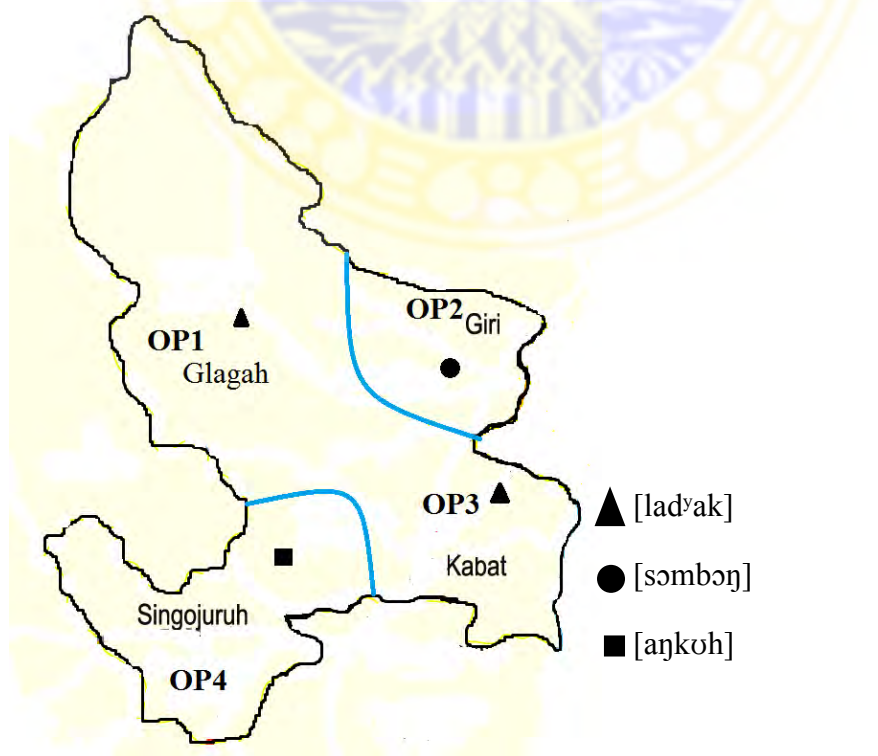 OP2
Giri
OP1
Glagah
OP3
[ladʸak]
Kabat
[sɔmbɔŋ]
Singojuruh
[aŋkʊh]
OP4